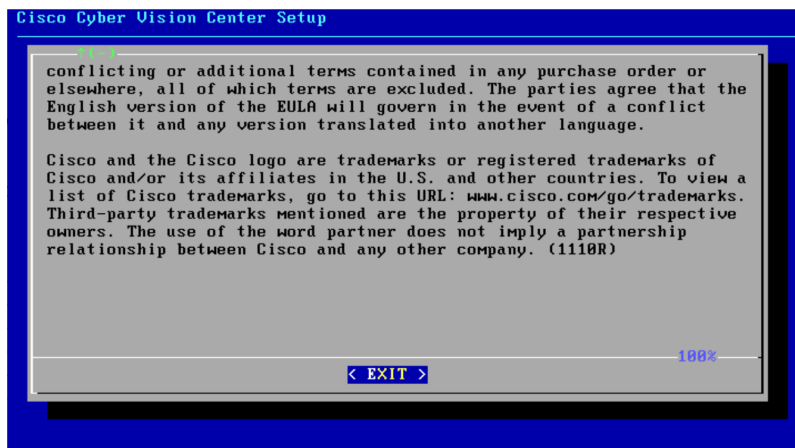 Cisco Cyber Vision Center Setup
↑(-)
conflicting or additional terms contained in any purchase order or
elsewhere, all of which terms are excluded. The parties agree that the
English version of the EULA will govern in the event of a conflict
between it and any version translated into another language.
Cisco and the Cisco logo are trademarks or registered trademarks of
Cisco and/or its affiliates in the U.S. and other countries. To view a
list of Cisco trademarks, go to this URL: www.cisco.com/go/trademarks.
Third-party trademarks mentioned are the property of their respective
owners. The use of the word partner does not imply a partnership
relationship between Cisco and any other company. (1110R)
100%
< EXIT >